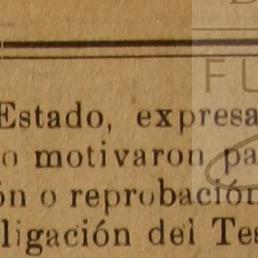 Estado, expresa
o motivaron pa
ón o reprobación
ligación del Tes